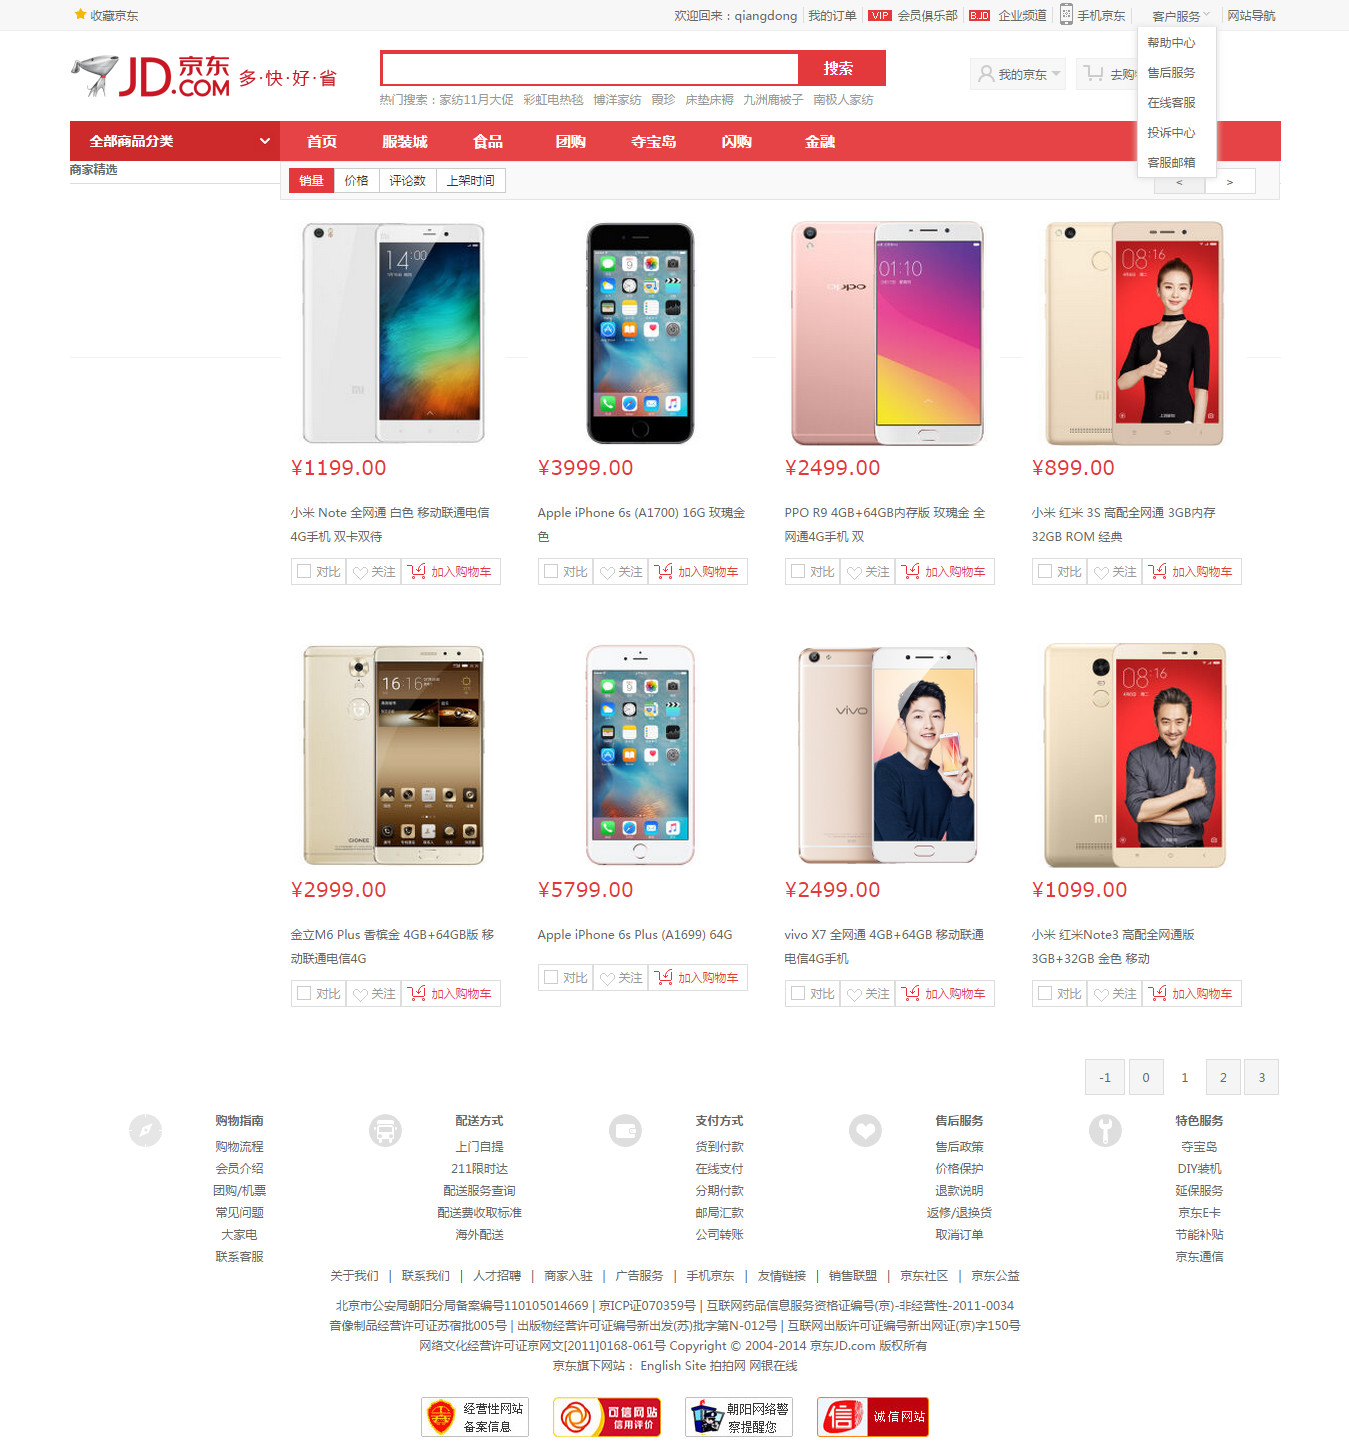 收藏京东
欢迎回来：qiangdong 我的订单 VIP 会员俱乐部 B.JD 企业频道 手机京东 客户服务 网站导航
帮助中心
售后服务
在线客服
投诉中心
客服邮箱
JD.COM 京东 多·快·好·省
搜索
我的京东
去购
热门搜索：家纺11月大促 彩虹电热毯 博洋家纺 霞珍 床垫床褥 九洲鹿被子 南极人家纺
全部商品分类 首页 服装城 食品 团购 夺宝岛 闪购 金融
商家精选
销量 价格 评论数 上架时间 < >
¥1199.00
小米 Note 全网通 白色 移动联通电信
4G手机 双卡双待
对比 关注 加入购物车
¥3999.00
Apple iPhone 6s (A1700) 16G 玫瑰金
色
对比 关注 加入购物车
oppo
01:10
¥2499.00
PPO R9 4GB+64GB内存版 玫瑰金 全
网通4G手机 双
对比 关注 加入购物车
08:16
¥899.00
小米 红米 3S 高配全网通 3GB内存
32GB ROM 经典
对比 关注 加入购物车
16 16
GIONEE
¥2999.00
金立M6 Plus 香槟金 4GB+64GB版 移
动联通电信4G
对比 关注 加入购物车
¥5799.00
Apple iPhone 6s Plus (A1699) 64G
对比 关注 加入购物车
vivo
¥2499.00
vivo X7 全网通 4GB+64GB 移动联通
电信4G手机
对比 关注 加入购物车
08:16
¥1099.00
小米 红米Note3 高配全网通版
3GB+32GB 金色 移动
对比 关注 加入购物车
-1 0 1 2 3
购物指南
购物流程
会员介绍
团购/机票
常见问题
大家电
联系客服
配送方式
上门自提
211限时达
配送服务查询
配送费收取标准
海外配送
支付方式
货到付款
在线支付
分期付款
邮局汇款
公司转账
售后服务
售后政策
价格保护
退款说明
返修/退换货
取消订单
特色服务
夺宝岛
DIY装机
延保服务
京东E卡
节能补贴
京东通信
关于我们 | 联系我们 | 人才招聘 | 商家入驻 | 广告服务 | 手机京东 | 友情链接 | 销售联盟 | 京东社区 | 京东公益
北京市公安局朝阳分局备案编号110105014669 | 京ICP证070359号 | 互联网药品信息服务资格证编号(京)-非经营性-2011-0034
音像制品经营许可证苏宿批005号 | 出版物经营许可证编号新出发(苏)批字第N-012号 | 互联网出版许可证编号新出网证(京)字150号
网络文化经营许可证京网文[2011]0168-061号 Copyright © 2004-2014 京东JD.com 版权所有
京东旗下网站： English Site 拍拍网 网银在线
经营性网站
备案信息
可信网站
信用评价
朝阳网络警
察提醒您
信 诚信网站